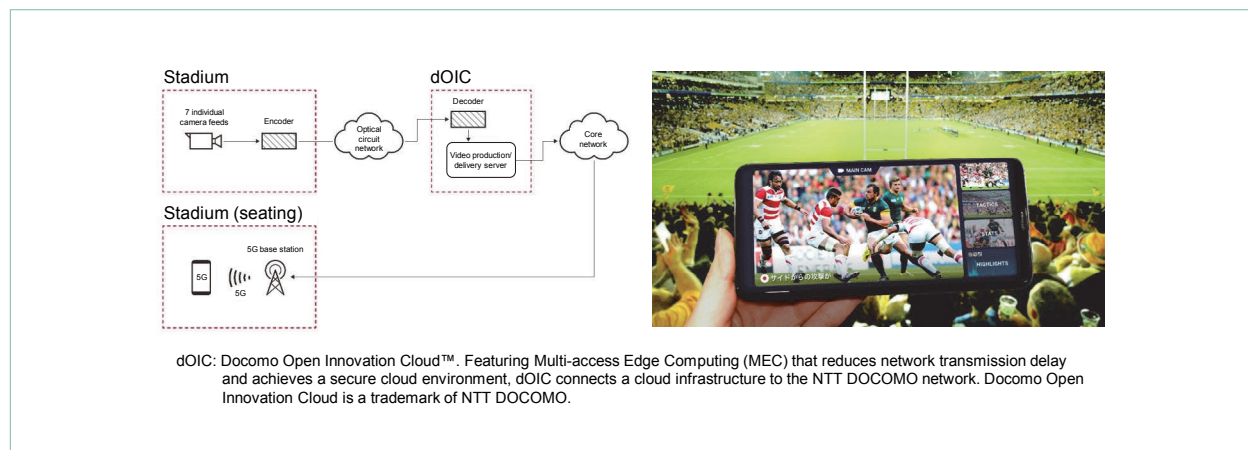 Stadium
7 individual
camera feeds
Encoder
Optical
circuit
network
dOIC
Decoder
Video production/
delivery server
Core
network
Stadium (seating)
5G base station
5G
5G
MAIN CAM
TACTICS
STATS
HIGHLIGHTS
サイドからの攻撃が
dOIC: Docomo Open Innovation Cloud™. Featuring Multi-access Edge Computing (MEC) that reduces network transmission delay
and achieves a secure cloud environment, dOIC connects a cloud infrastructure to the NTT DOCOMO network. Docomo Open
Innovation Cloud is a trademark of NTT DOCOMO.